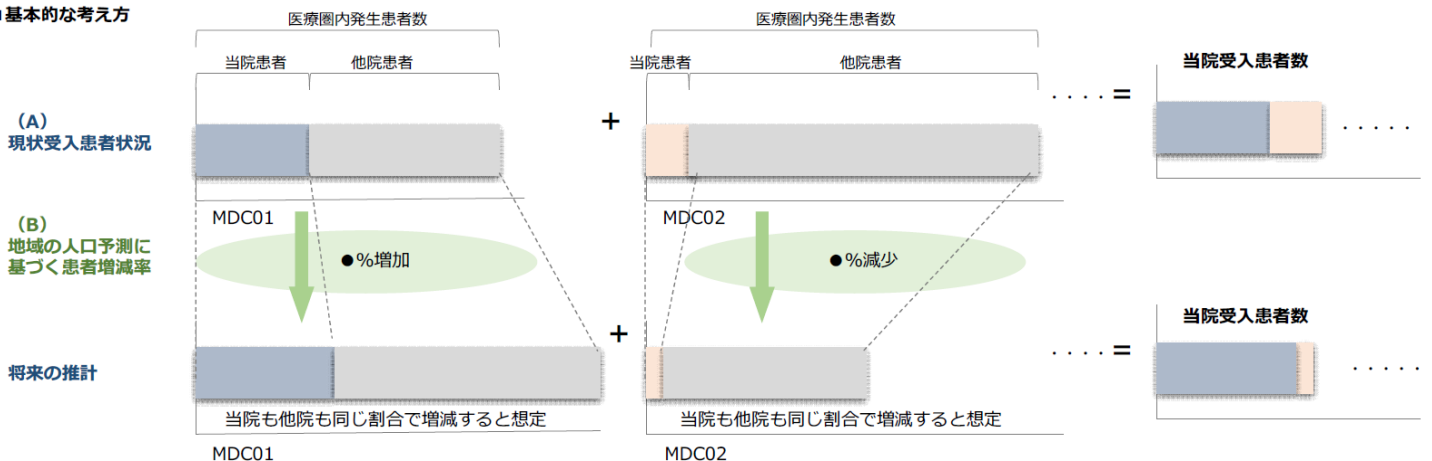 基本的な考え方
医療圏内発生患者数
医療圏内発生患者数
当院患者
他院患者
当院患者
他院患者
当院受入患者数
(A)
現状受入患者状況
+
・・・・=
・・・・・
MDC01
MDC02
(B)
地域の人口予測に
基づく患者増減率
●%増加
●%減少
当院受入患者数
将来の推計
+
・・・・=
・・・・・
当院も他院も同じ割合で増減すると想定
当院も他院も同じ割合で増減すると想定
MDC01
MDC02